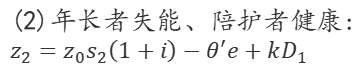 (2) 年长者失能、陪护者健康：
z₂ = z₀s₂(1 + i) − θ′e + kD₁